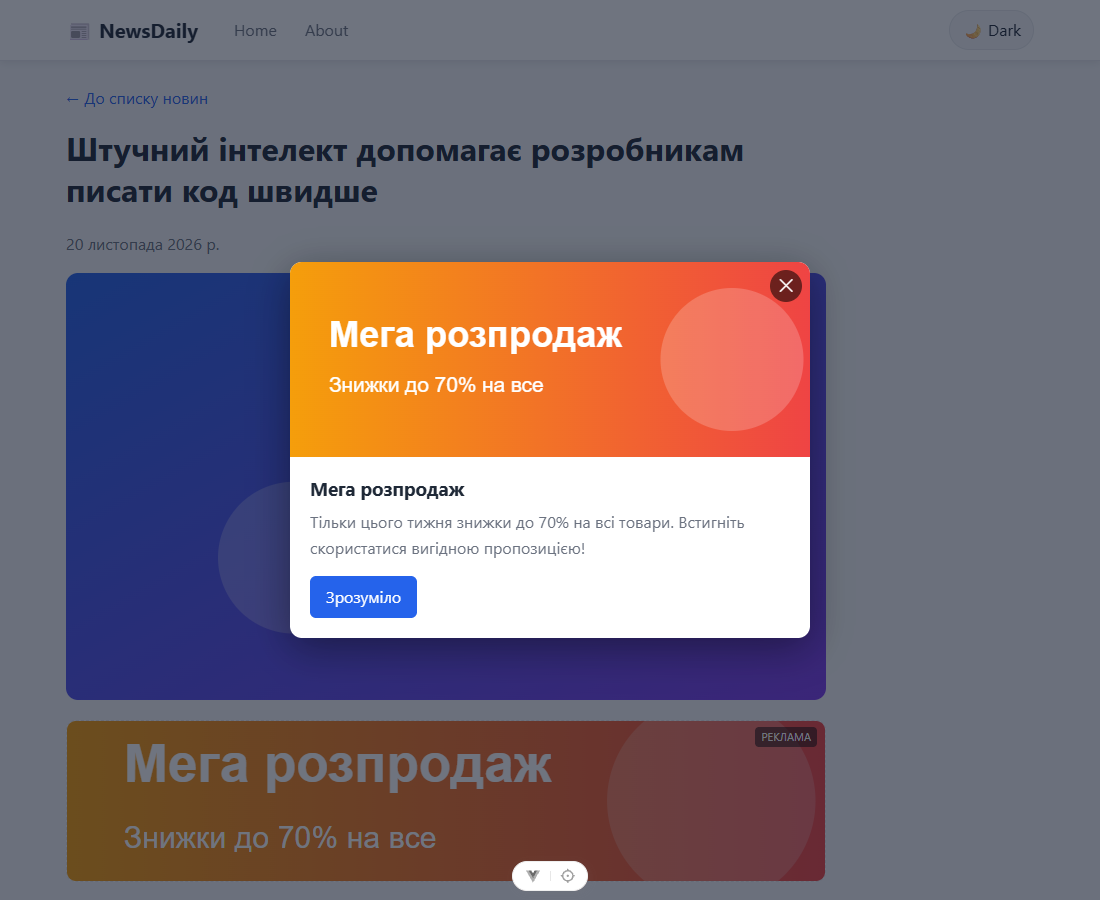 NewsDaily
Home
About
🌙 Dark
← До списку новин
Штучний інтелект допомагає розробникам
писати код швидше
20 листопада 2026 р.
Мега розпродаж
Знижки до 70% на все
Мега розпродаж
Тільки цього тижня знижки до 70% на всі товари. Встигніть
скористатися вигідною пропозицією!
Зрозуміло
РЕКЛАМА
Мега розпродаж
Знижки до 70% на все